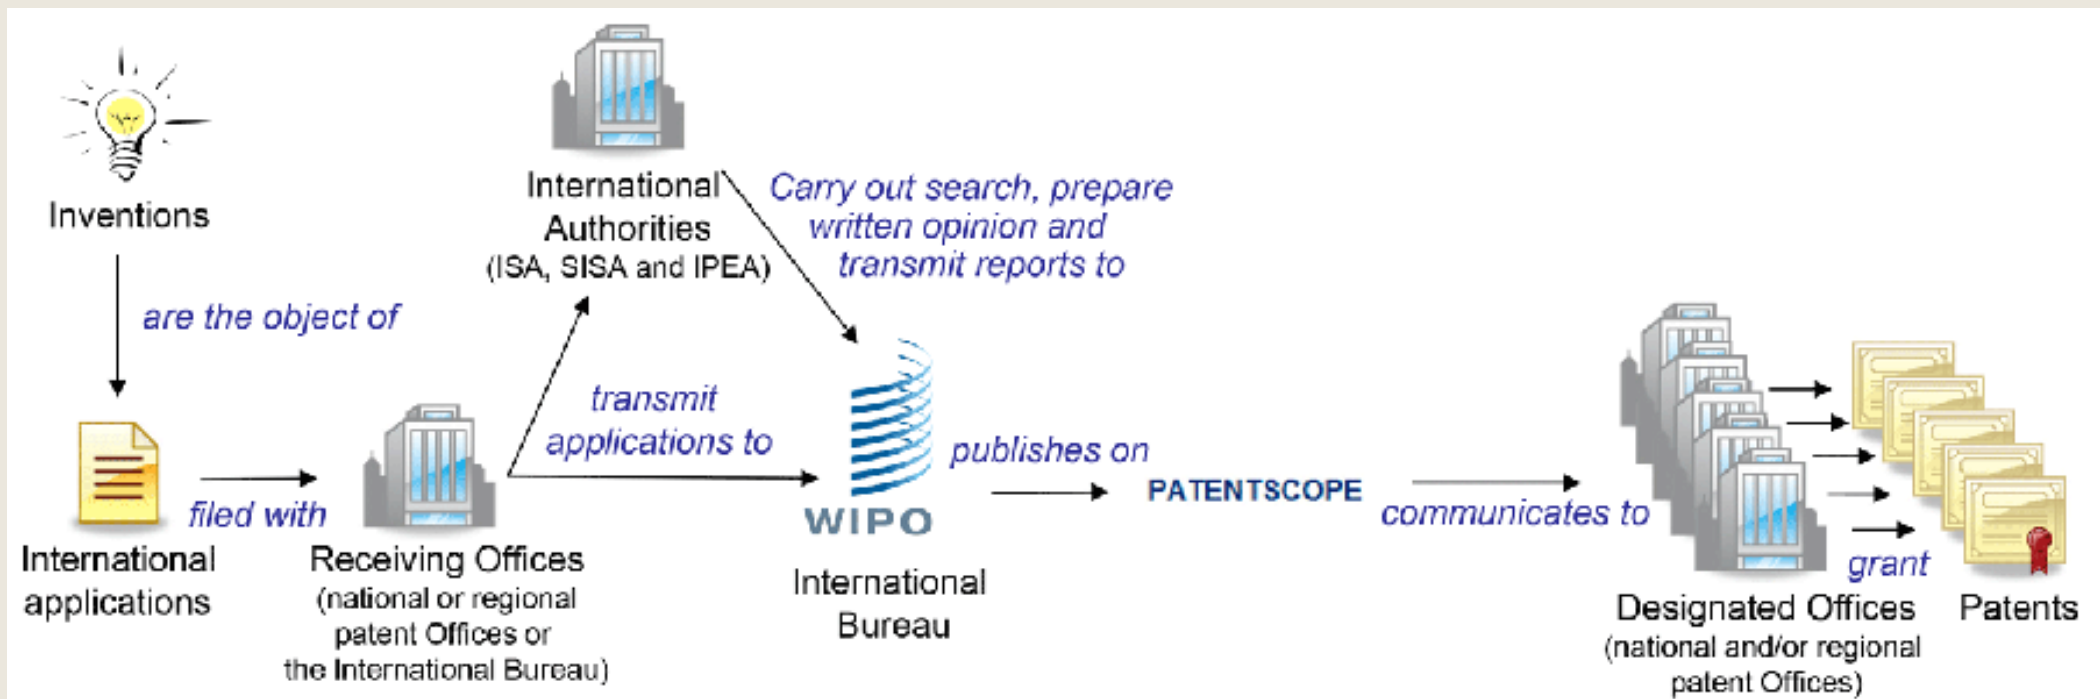 Inventions
are the object of
International
applications
filed with
Receiving Offices
(national or regional
patent Offices or
the International Bureau)
International
Authorities
(ISA, SISA and IPEA)
transmit
applications to
Carry out search, prepare
written opinion and
transmit reports to
WIPO
International
Bureau
publishes on
PATENTSCOPE
communicates to
Designated Offices
(national and/or regional
patent Offices)
grant
Patents